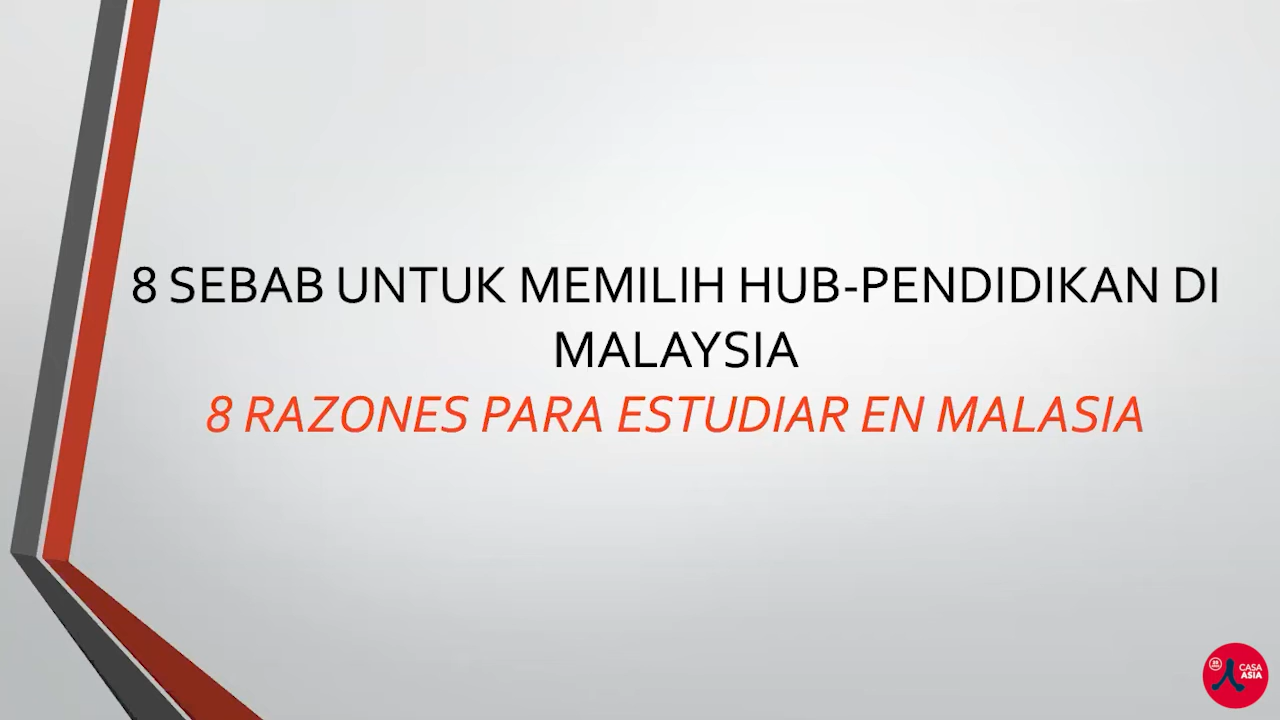 8 SEBAB UNTUK MEMILIH HUB-PENDIDIKAN DI
MALAYSIA
8 RAZONES PARA ESTUDIAR EN MALASIA
CASA
ASIA